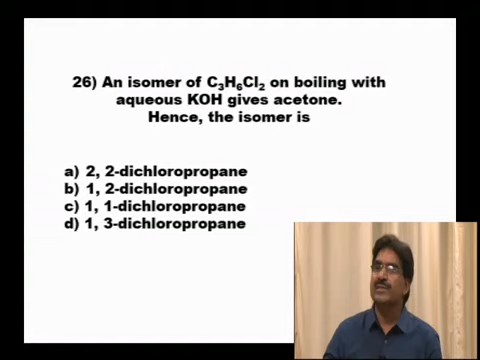 26) An isomer of C₃H₆Cl₂ on boiling with
aqueous KOH gives acetone.
Hence, the isomer is
a) 2, 2-dichloropropane
b) 1, 2-dichloropropane
c) 1, 1-dichloropropane
d) 1, 3-dichloropropane